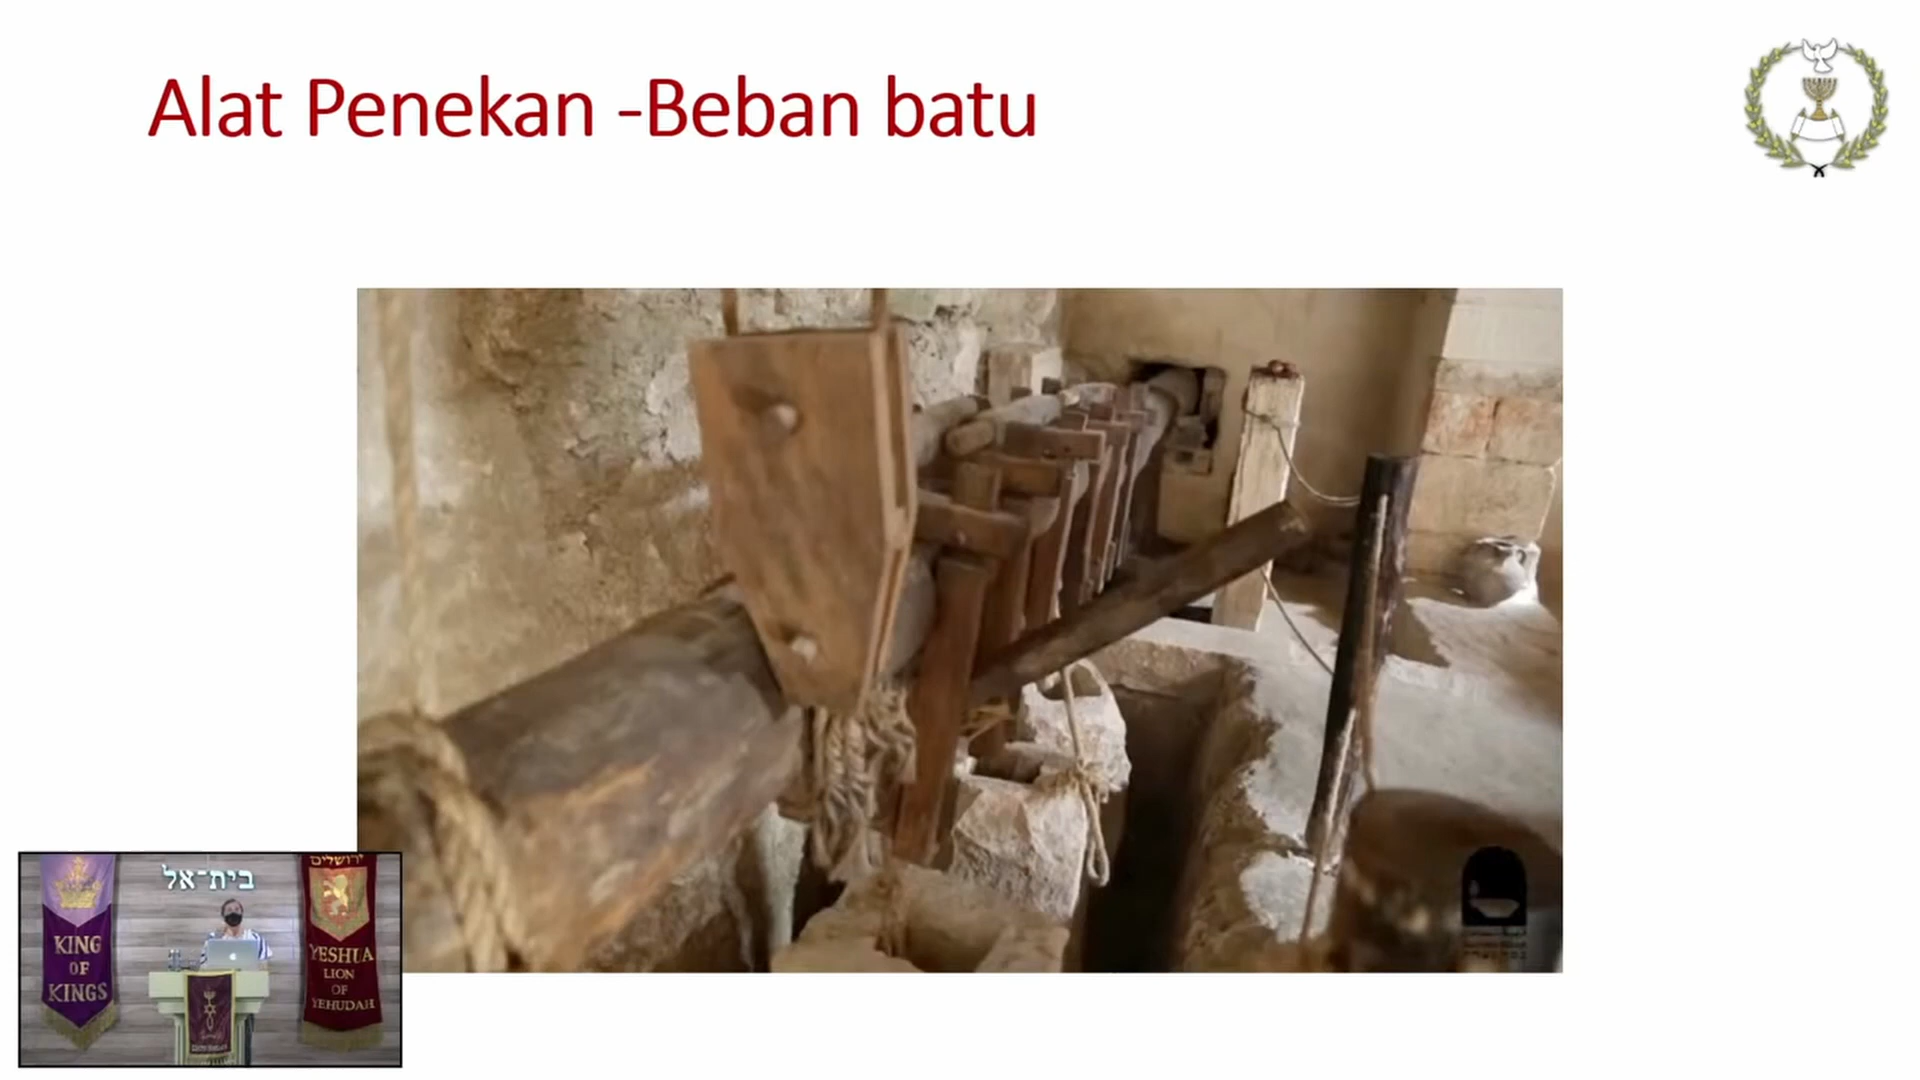 Alat Penekan -Beban batu
בית־אל
KING
OF
KINGS
ירושלים
YESHUA
LION
OF
YEHUDAH